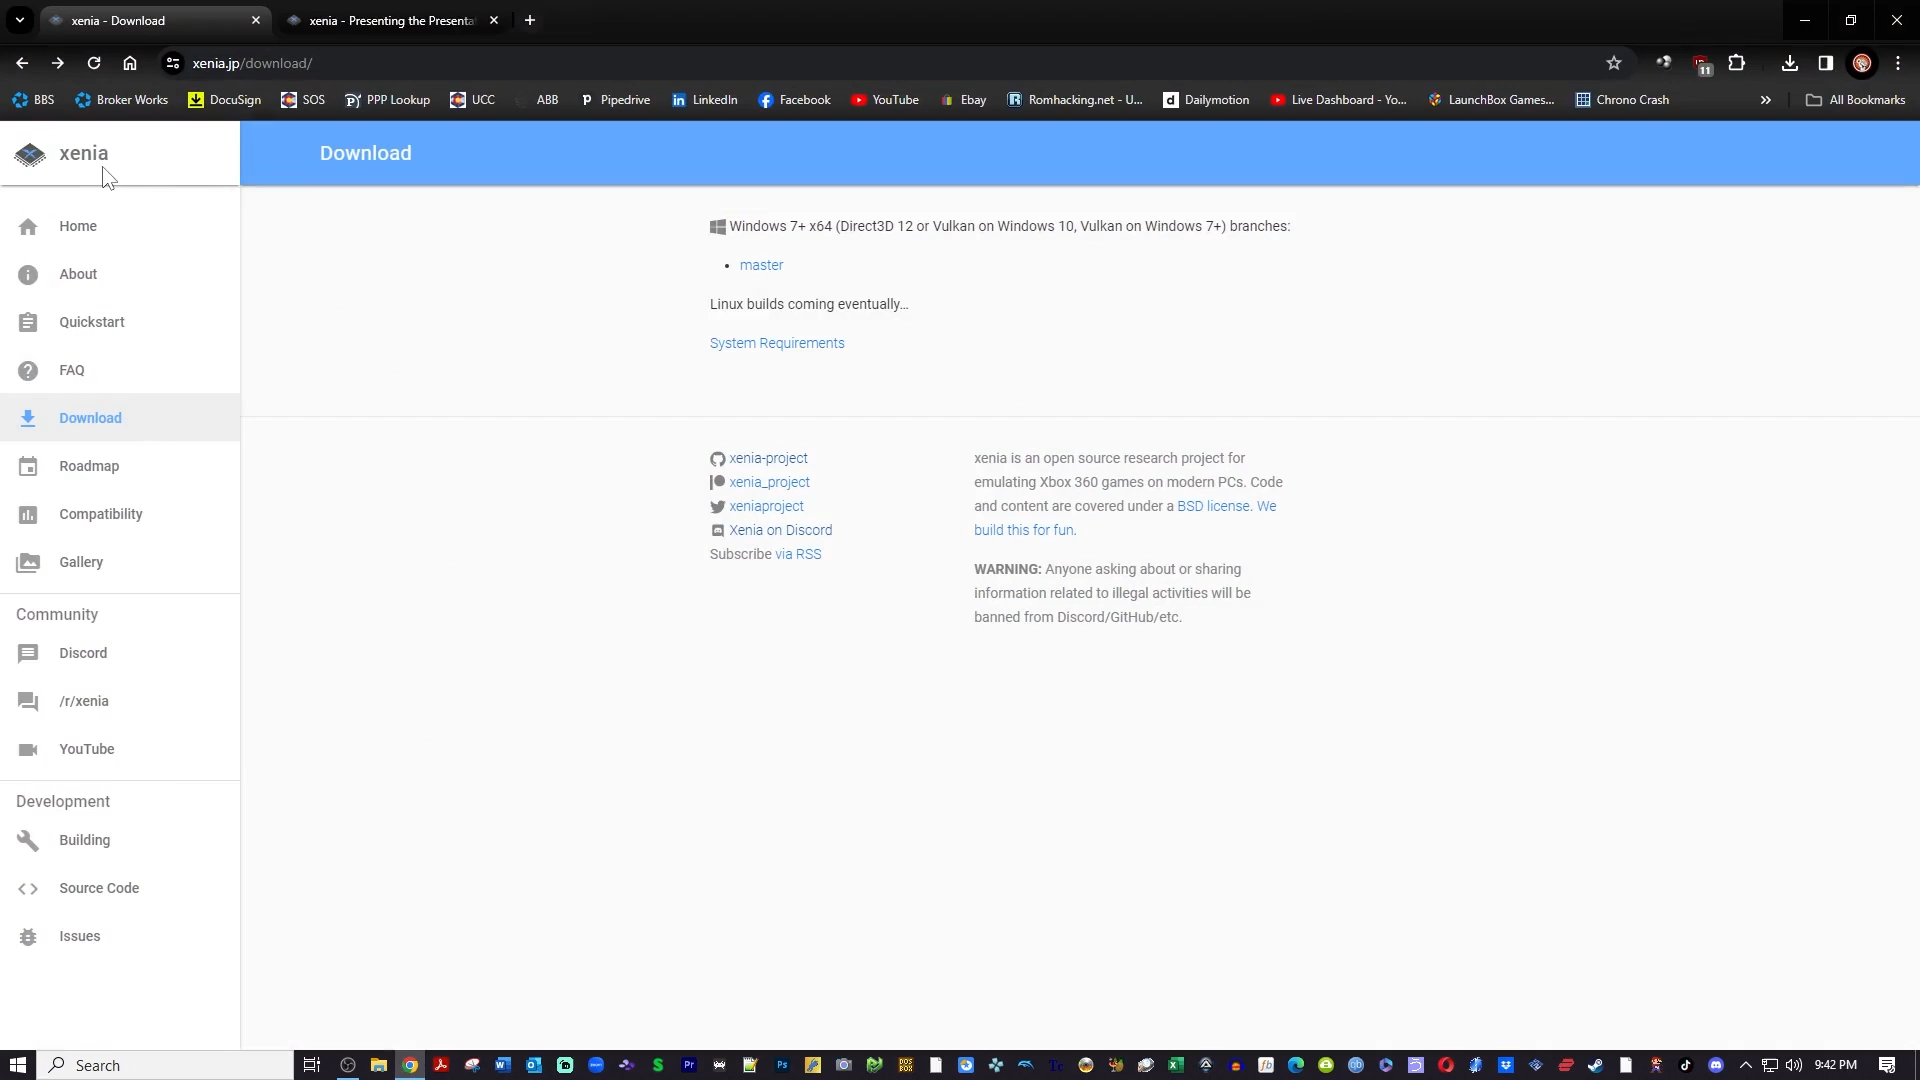 xenia - Download
xenia - Presenting the Presenta
xenia.jp/download/
11
BBS
Broker Works
DocuSign
SOS
PPP Lookup
UCC
ABB
Pipedrive
LinkedIn
Facebook
YouTube
Ebay
Romhacking.net - U...
Dailymotion
Live Dashboard - Yo...
LaunchBox Games...
Chrono Crash
All Bookmarks
xenia
Download
Home
About
Quickstart
FAQ
Download
Roadmap
Compatibility
Gallery
Community
Discord
/r/xenia
YouTube
Development
Building
Source Code
Issues
Windows 7+ x64 (Direct3D 12 or Vulkan on Windows 10, Vulkan on Windows 7+) branches:
master
Linux builds coming eventually...
System Requirements
xenia-project
xenia_project
xeniaproject
Xenia on Discord
Subscribe via RSS
xenia is an open source research project for
emulating Xbox 360 games on modern PCs. Code
and content are covered under a BSD license. We
build this for fun.
WARNING: Anyone asking about or sharing
information related to illegal activities will be
banned from Discord/GitHub/etc.
Search
9:42 PM